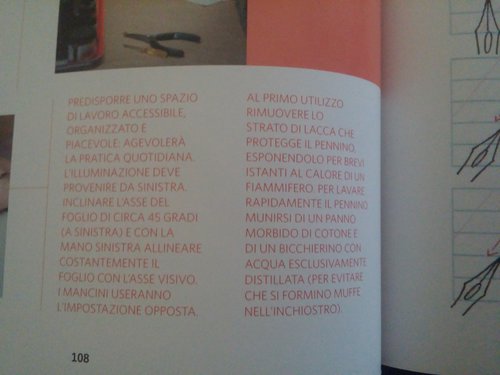 PREDISPORRE UNO SPAZIO
DI LAVORO ACCESSIBILE,
ORGANIZZATO E
PIACEVOLE: AGEVOLERÀ
LA PRATICA QUOTIDIANA.
L'ILLUMINAZIONE DEVE
PROVENIRE DA SINISTRA.
INCLINARE L'ASSE DEL
FOGLIO DI CIRCA 45 GRADI
(A SINISTRA) E CON LA
MANO SINISTRA ALLINEARE
COSTANTEMENTE IL
FOGLIO CON L'ASSE VISIVO.
I MANCINI USERANNO
L'IMPOSTAZIONE OPPOSTA.
AL PRIMO UTILIZZO
RIMUOVERE LO
STRATO DI LACCA CHE
PROTEGGE IL PENNINO,
ESPONENDOLO PER BREVI
ISTANTI AL CALORE DI UN
FIAMMIFERO. PER LAVARE
RAPIDAMENTE IL PENNINO
MUNIRSI DI UN PANNO
MORBIDO DI COTONE E
DI UN BICCHIERINO CON
ACQUA ESCLUSIVAMENTE
DISTILLATA (PER EVITARE
CHE SI FORMINO MUFFE
NELL'INCHIOSTRO).
108